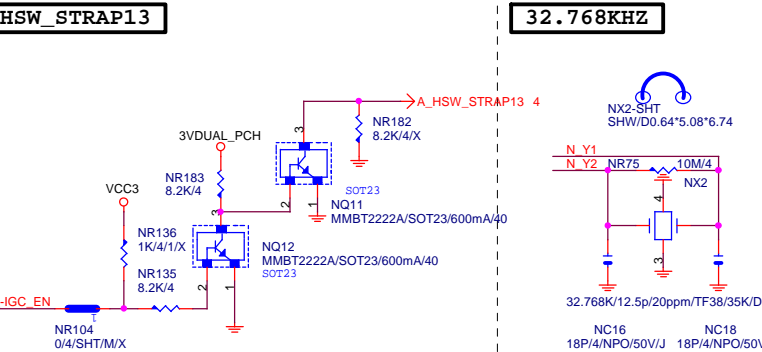 HSW_STRAP13
32.768KHZ
A_HSW_STRAP13 4
NX2-SHT
SHW/D0.64*5.08*6.74
3
NR182
8.2K/4/X
3VDUAL_PCH
N_Y1
N_Y2
NR75
10M/4
NX2
NR183
8.2K/4
SOT23
2
1
NQ11
MMBT2222A/SOT23/600mA/40
VCC3
3
4
NR136
1K/4/1/X
NQ12
MMBT2222A/SOT23/600mA/40
SOT23
NR135
8.2K/4
2
1
3
-IGC_EN
32.768K/12.5p/20ppm/TF38/35K/D
NR104
0/4/SHT/M/X
NC16
18P/4/NPO/50V/J
NC18
18P/4/NPO/50V